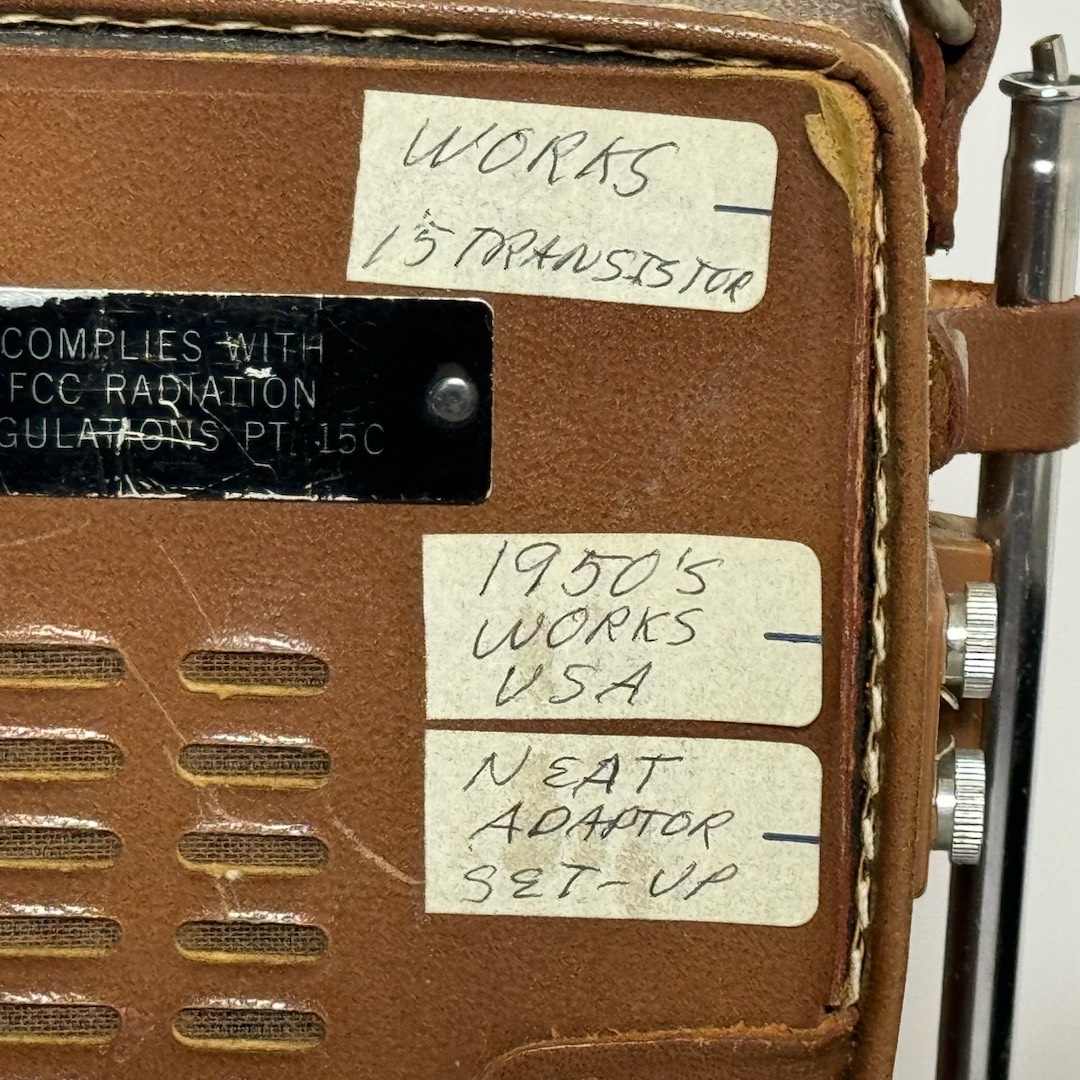 WORKS
15 TRANSISTOR
COMPLIES WITH
FCC RADIATION
GULATIONS PT. 15C
1950'S
WORKS
USA
NEAT
ADAPTOR
SET-UP